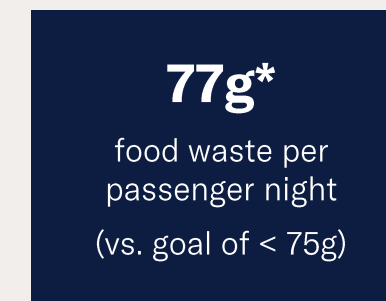 77g*
food waste per
passenger night
(vs. goal of < 75g)